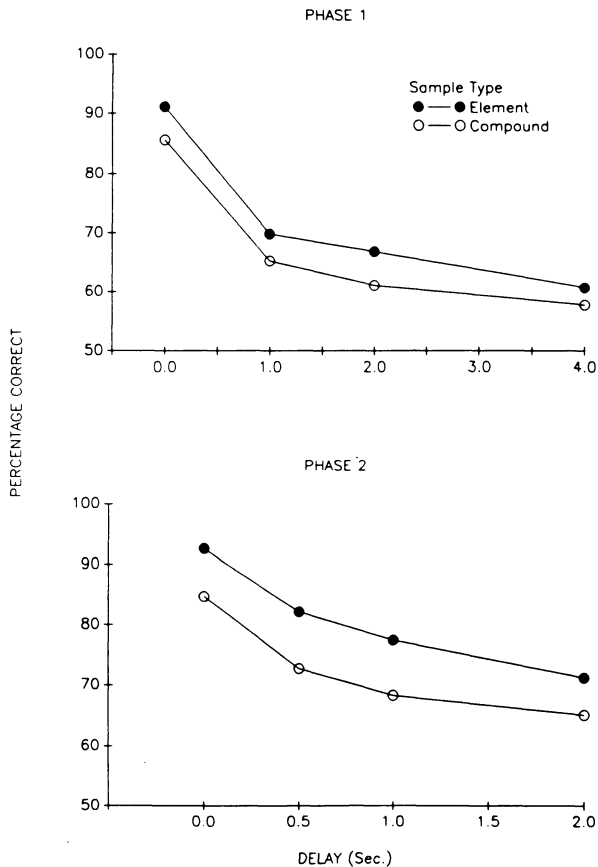 PHASE 1
100
90
80
70
60
50
0.0 1.0 2.0 3.0 4.0
Sample Type
Element
Compound
PERCENTAGE CORRECT
PHASE 2
100
90
80
70
60
50
0.0 0.5 1.0 1.5 2.0
DELAY (Sec.)